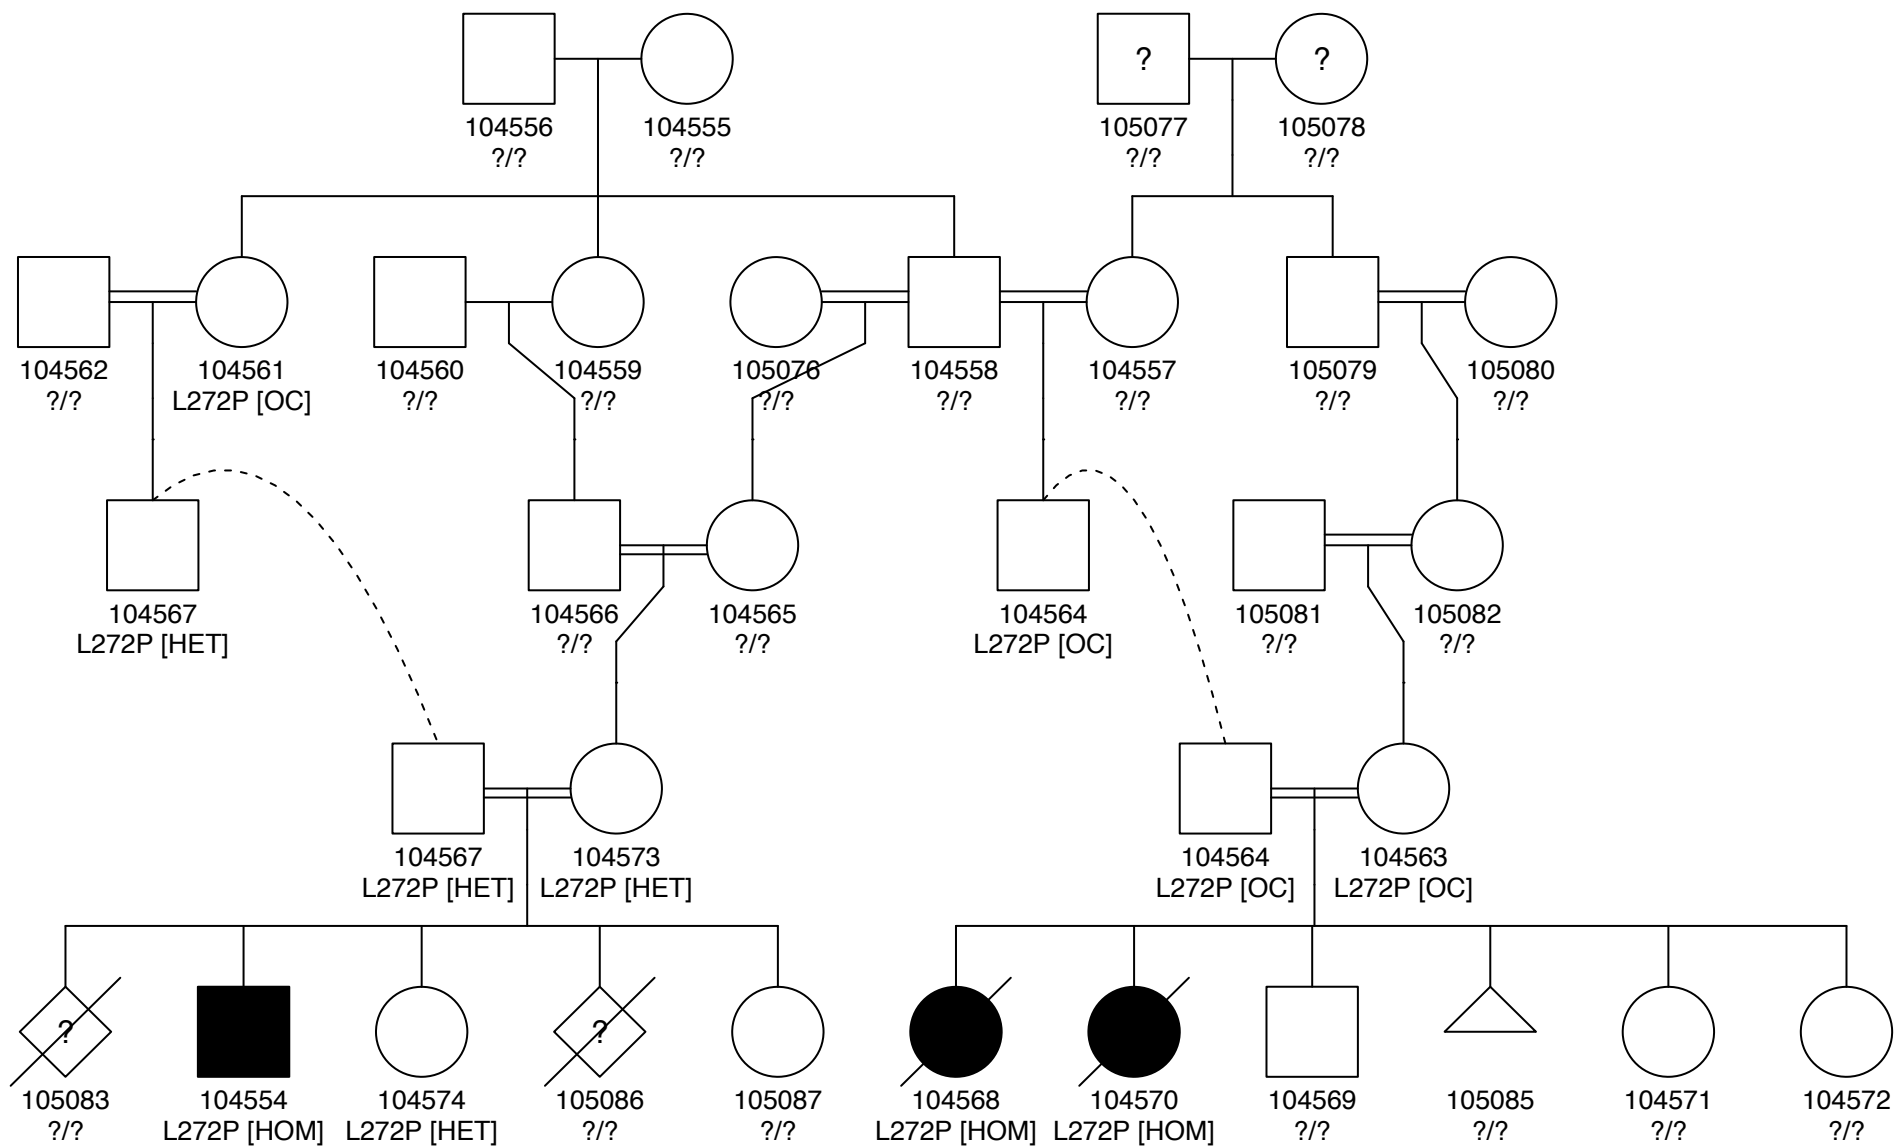 ? ?
104556 104555 105077 105078
?/? ?/? ?/? ?/?
104562 104561 104560 104559 105076 104558 104557 105079 105080
?/? L272P [OC] ?/? ?/? ?/? ?/? ?/? ?/? ?/?
104567 104566 104565 104564 105081 105082
L272P [HET] ?/? ?/? L272P [OC] ?/? ?/?
104567 104573 104564 104563
L272P [HET] L272P [HET] L272P [OC] L272P [OC]
? ?
105083 104554 104574 105086 105087 104568 104570 104569 105085 104571 104572
?/? L272P [HOM] L272P [HET] ?/? ?/? L272P [HOM] L272P [HOM] ?/? ?/? ?/? ?/?